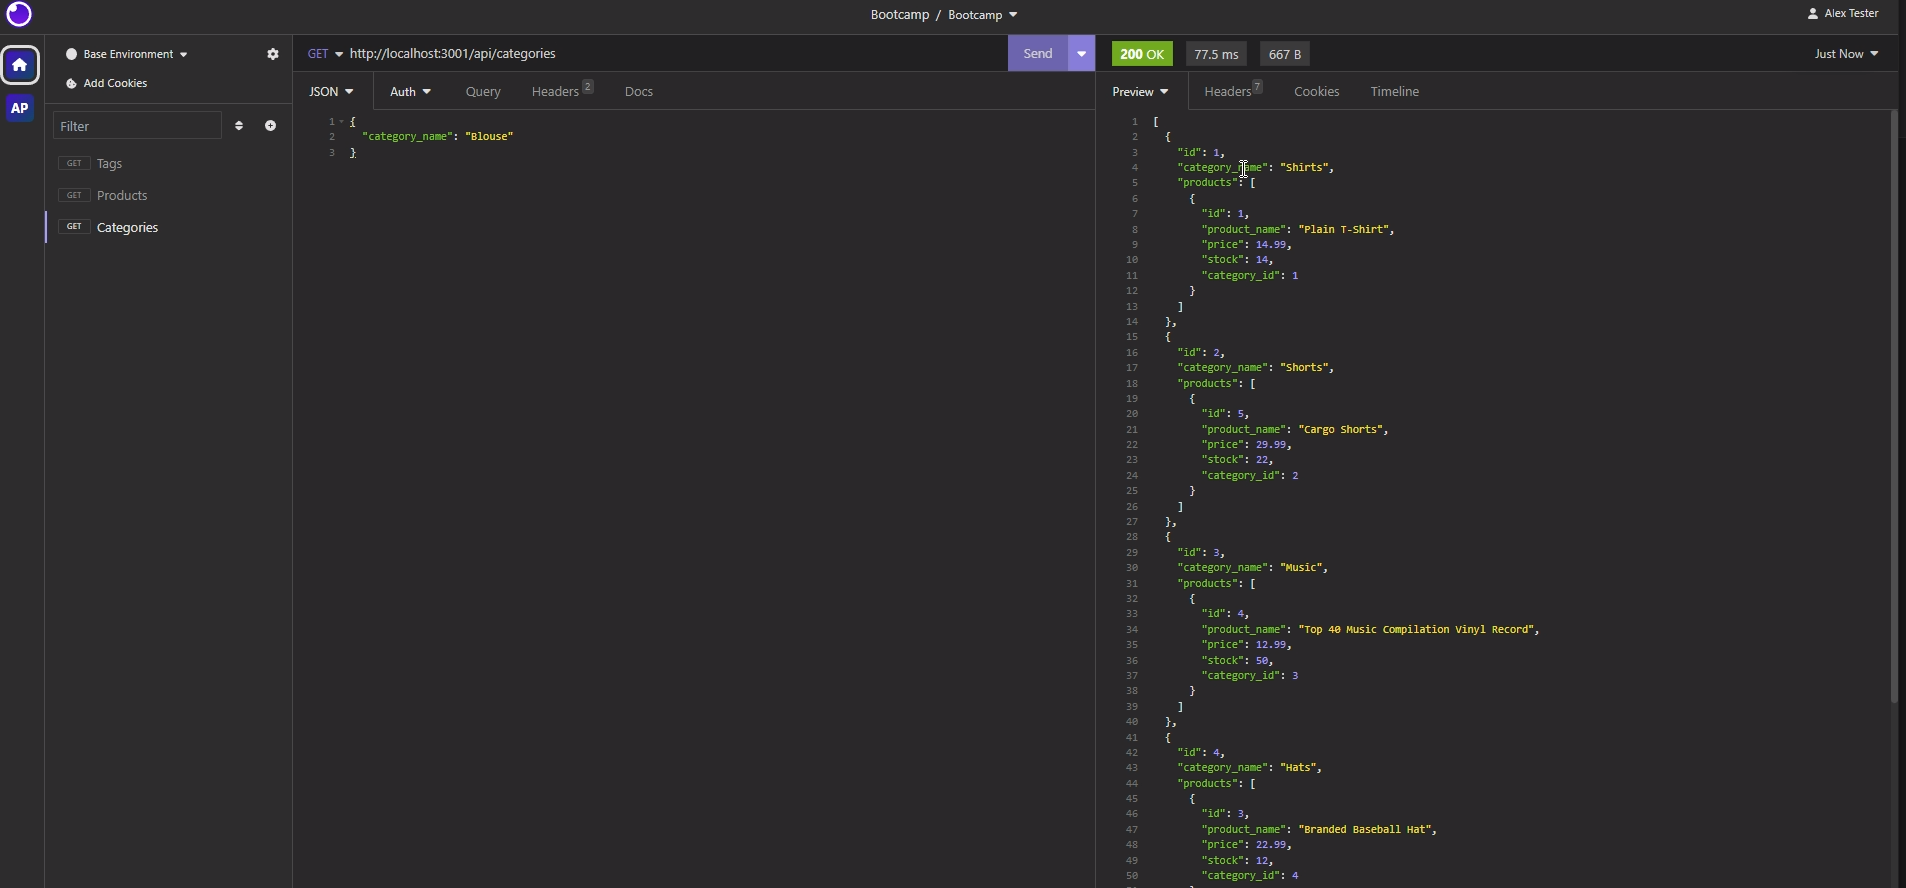 Bootcamp / Bootcamp
Alex Tester
AP
Base Environment
Add Cookies
Filter
GET Tags
GET Products
GET Categories
GET http://localhost:3001/api/categories
Send
JSON Auth Query Headers 2 Docs
1 {
2 "category_name": "Blouse"
3 }
200 OK 77.5 ms 667 B Just Now
Preview Headers 7 Cookies Timeline
1 [
2 {
3 "id": 1,
4 "category_name": "Shirts",
5 "products": [
6 {
7 "id": 1,
8 "product_name": "Plain T-Shirt",
9 "price": 14.99,
10 "stock": 14,
11 "category_id": 1
12 }
13 ]
14 },
15 {
16 "id": 2,
17 "category_name": "Shorts",
18 "products": [
19 {
20 "id": 5,
21 "product_name": "Cargo Shorts",
22 "price": 29.99,
23 "stock": 22,
24 "category_id": 2
25 }
26 ]
27 },
28 {
29 "id": 3,
30 "category_name": "Music",
31 "products": [
32 {
33 "id": 4,
34 "product_name": "Top 40 Music Compilation Vinyl Record",
35 "price": 12.99,
36 "stock": 50,
37 "category_id": 3
38 }
39 ]
40 },
41 {
42 "id": 4,
43 "category_name": "Hats",
44 "products": [
45 {
46 "id": 3,
47 "product_name": "Branded Baseball Hat",
48 "price": 22.99,
49 "stock": 12,
50 "category_id": 4